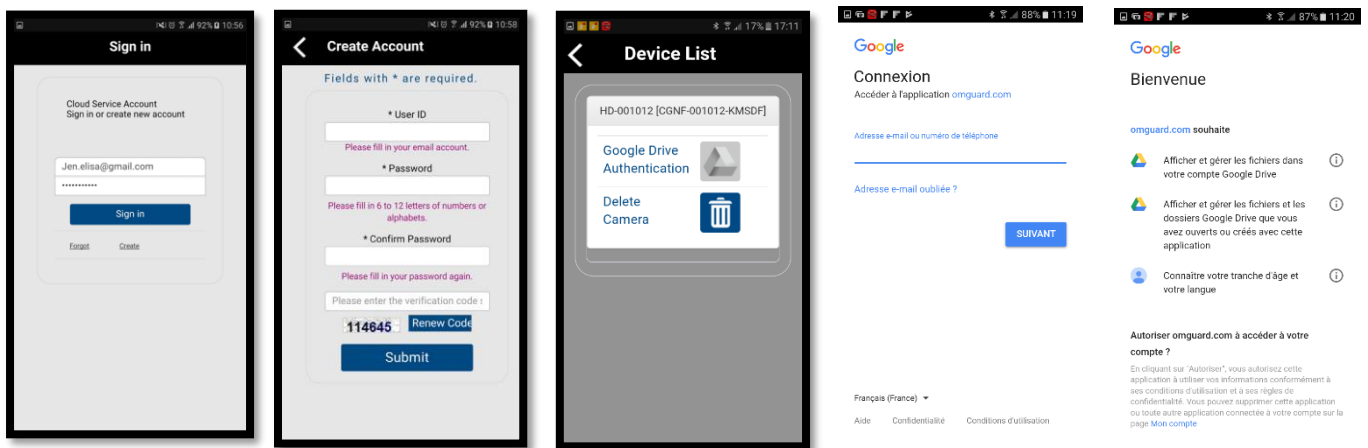 92% 10:56
Sign in
Cloud Service Account
Sign in or create new account
Jen.elisa@gmail.com
Sign in
Forgot Create
92% 10:58
Create Account
Fields with * are required.
* User ID
Please fill in your email account.
* Password
Please fill in 6 to 12 letters of numbers or
alphabets.
* Confirm Password
Please fill in your password again.
Please enter the verification code
114645 Renew Code
Submit
17% 17:11
Device List
HD-001012 [CGNF-001012-KMSDF]
Google Drive
Authentication
Delete
Camera
88% 11:19
Google
Connexion
Accéder à l'application omguard.com
Adresse e-mail ou numéro de téléphone
Adresse e-mail oubliée ?
SUIVANT
Français (France)
Aide Confidentialité Conditions d'utilisation
87% 11:20
Google
Bienvenue
omguard.com souhaite
Afficher et gérer les fichiers dans
votre compte Google Drive
Afficher et gérer les fichiers et les
dossiers Google Drive que vous
avez ouverts ou créés avec cette
application
Connaître votre tranche d'âge et
votre langue
Autoriser omguard.com à accéder à votre
compte ?
En cliquant sur "Autoriser", vous autorisez cette
application à utiliser vos informations conformément à
ses conditions d'utilisation et à ses règles de
confidentialité. Vous pouvez supprimer cette application
ou toute autre application connectée à votre compte sur la
page Mon compte